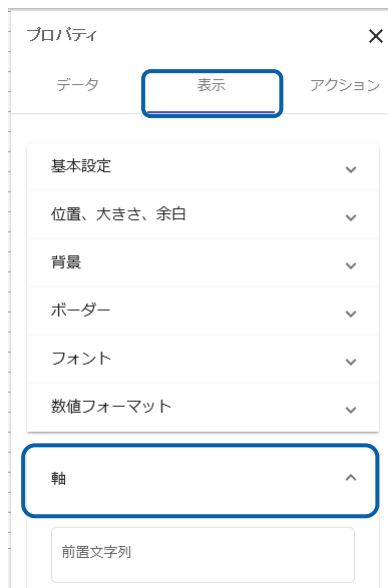 プロパティ
データ 表示 アクション
基本設定
位置、大きさ、余白
背景
ボーダー
フォント
数値フォーマット
軸
前置文字列